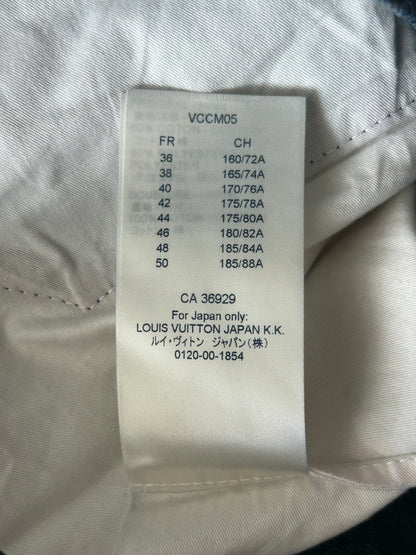 VCCM05
FR CH
36 160/72A
38 165/74A
40 170/76A
42 175/78A
44 175/80A
46 180/82A
48 185/84A
50 185/88A
CA 36929
For Japan only:
LOUIS VUITTON JAPAN K.K.
ルイ・ヴィトン ジャパン(株)
0120-00-1854